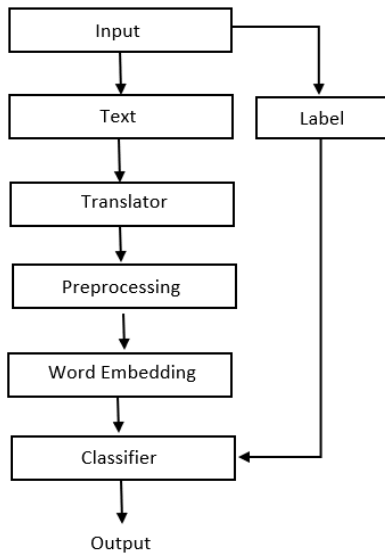 Input
Text
Label
Translator
Preprocessing
Word Embedding
Classifier
Output